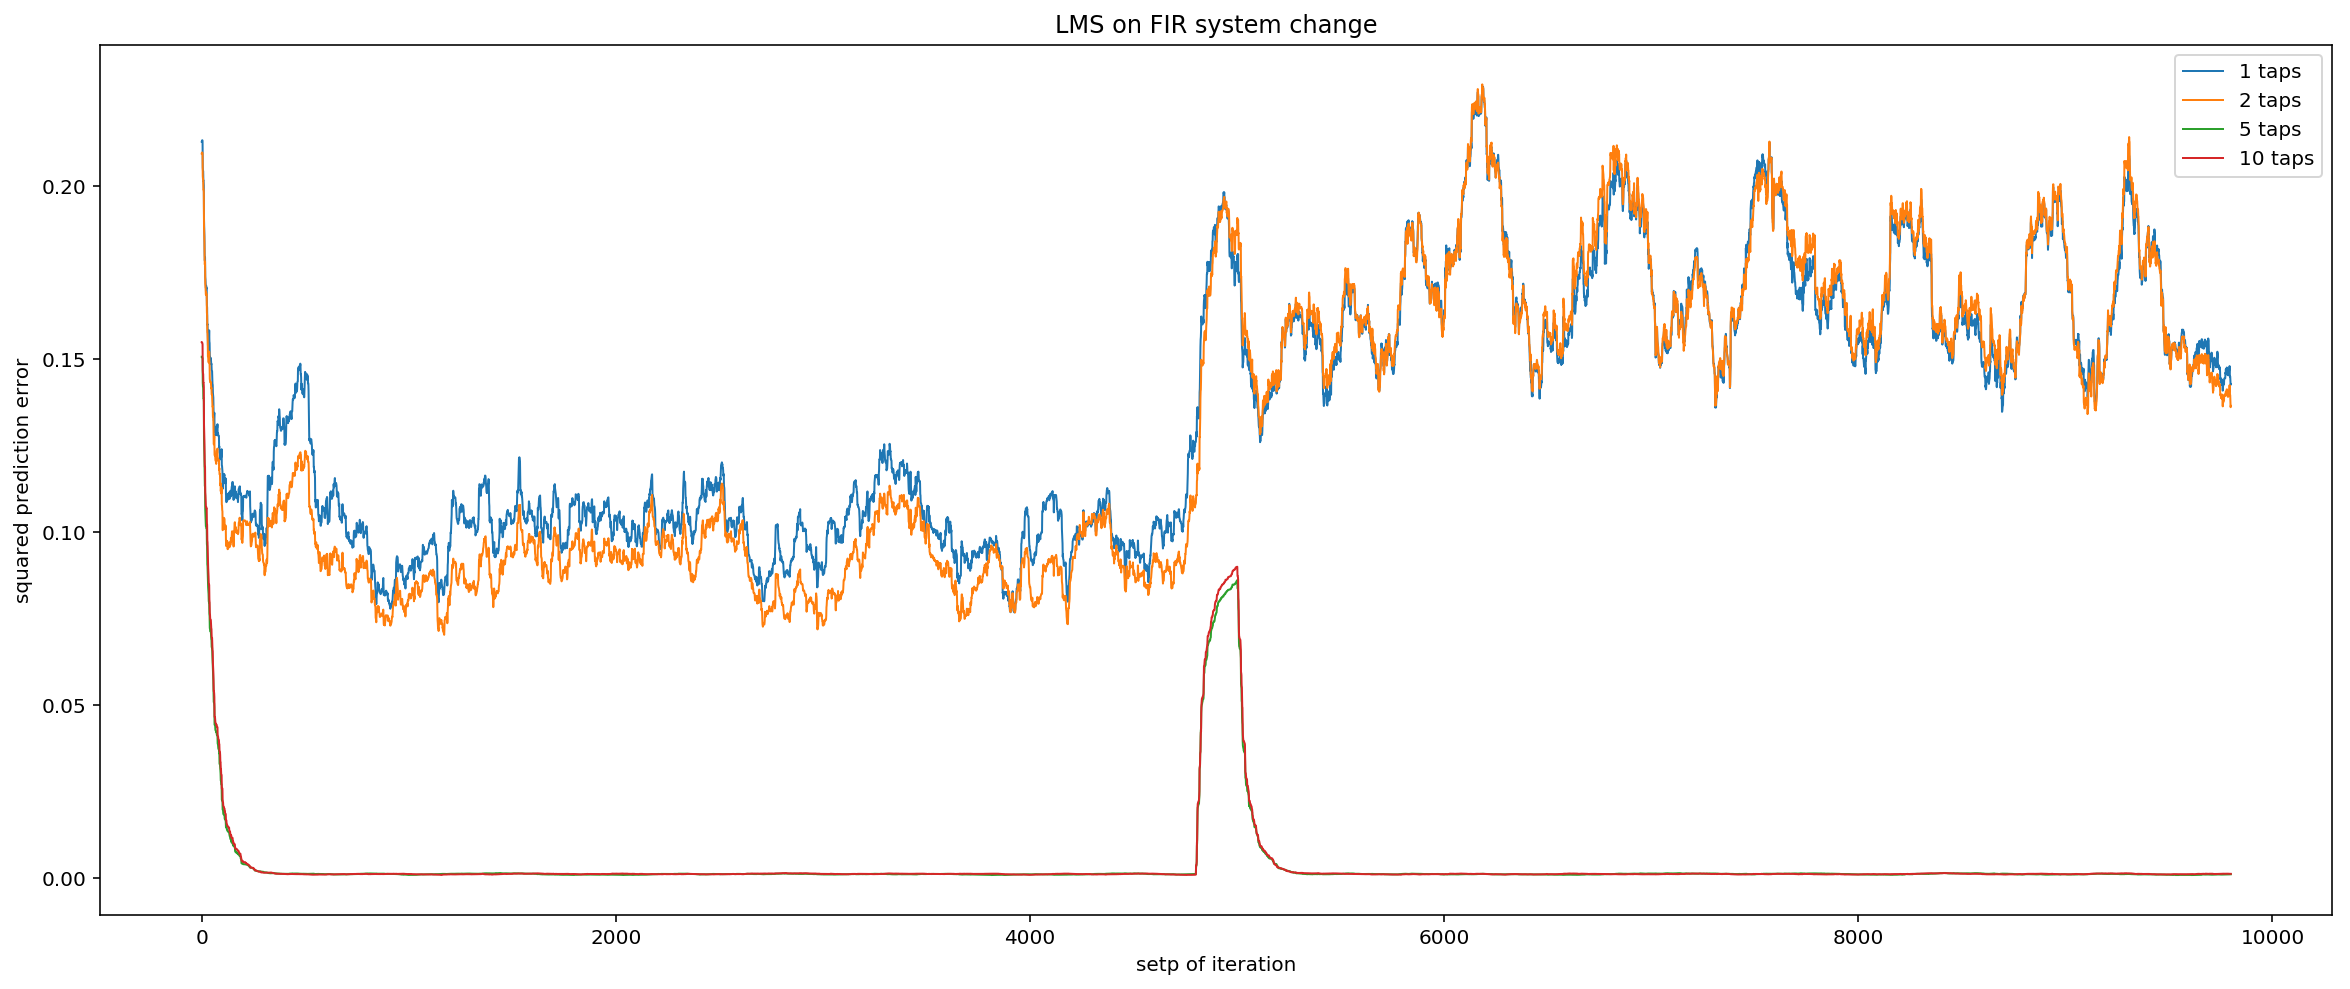 LMS on FIR system change
1 taps
2 taps
5 taps
10 taps
squared prediction error
0.20
0.15
0.10
0.05
0.00
0 2000 4000 6000 8000 10000
setp of iteration